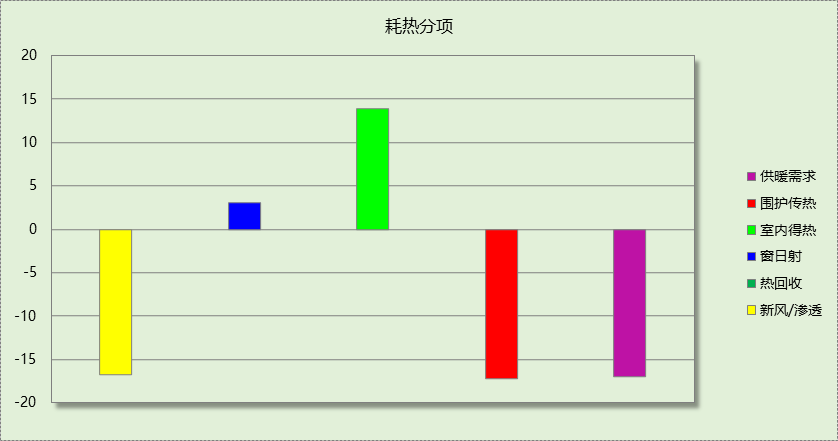 耗热分项
20
15
10
5
0
-5
-10
-15
-20
供暖需求
围护传热
室内得热
窗日射
热回收
新风/渗透